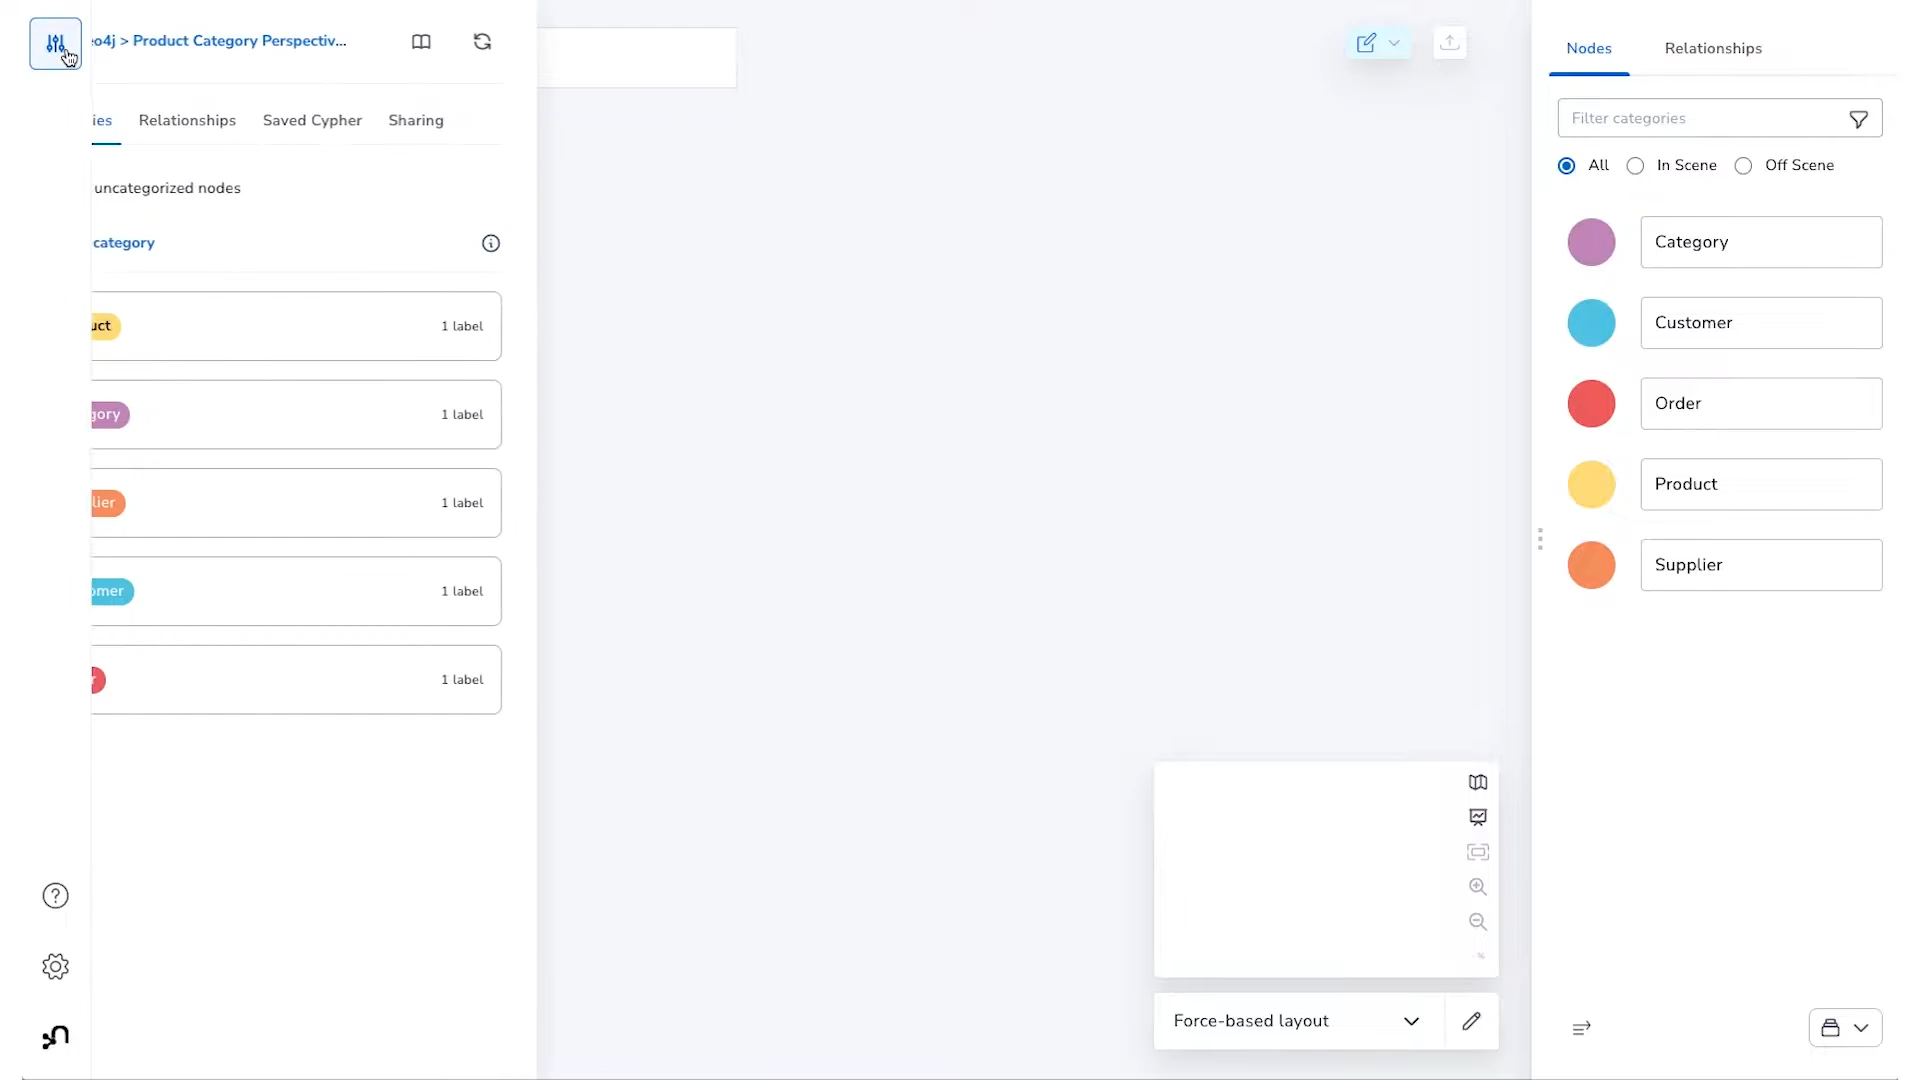 eo4j > Product Category Perspectiv...
ies
Relationships
Saved Cypher
Sharing
uncategorized nodes
category
uct
1 label
gory
1 label
lier
1 label
omer
1 label
r
1 label
Force-based layout
Nodes
Relationships
Filter categories
All
In Scene
Off Scene
Category
Customer
Order
Product
Supplier